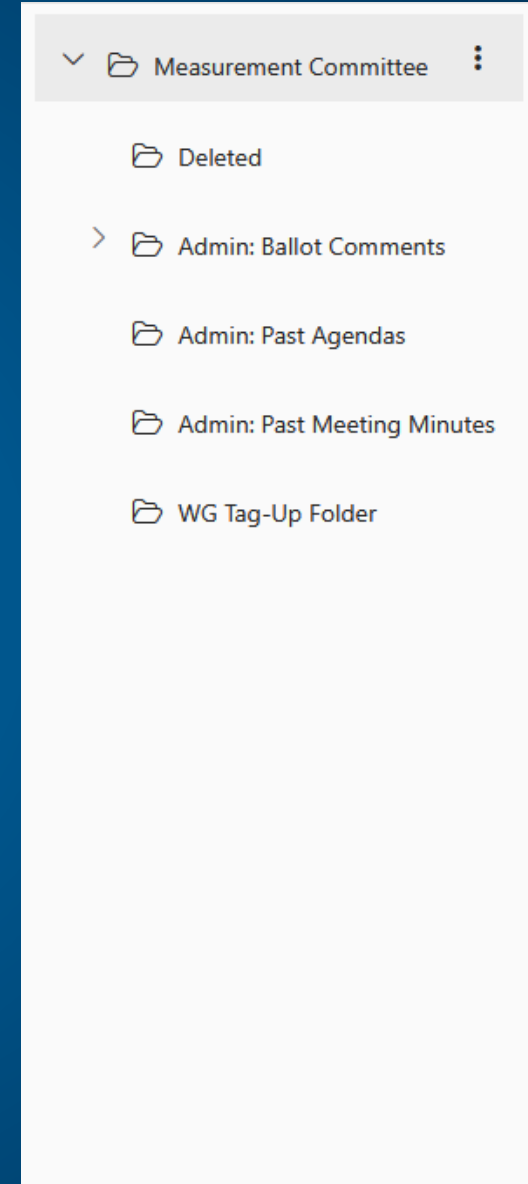 Measurement Committee
Deleted
Admin: Ballot Comments
Admin: Past Agendas
Admin: Past Meeting Minutes
WG Tag-Up Folder